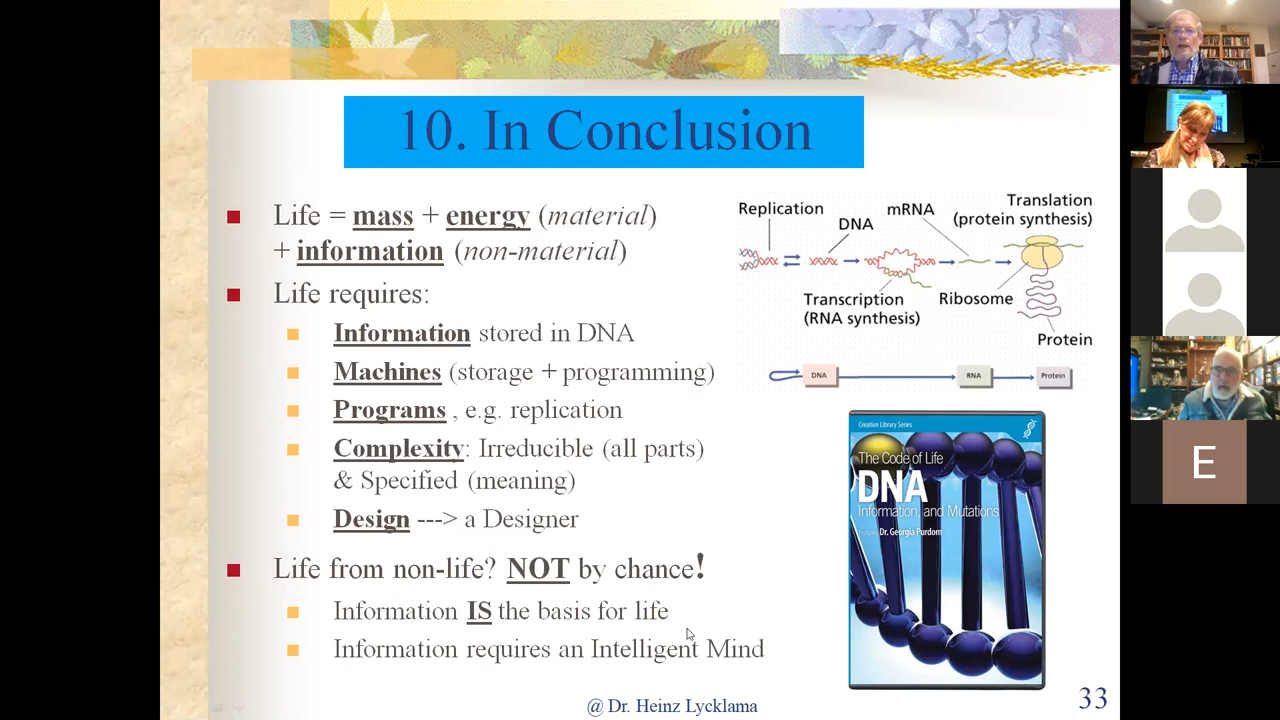 10. In Conclusion
Life = mass + energy (material)
+ information (non-material)
Life requires:
Information stored in DNA
Machines (storage + programming)
Programs , e.g. replication
Complexity: Irreducible (all parts)
& Specified (meaning)
Design ---> a Designer
Life from non-life? NOT by chance!
Information IS the basis for life
Information requires an Intelligent Mind
Replication
DNA
mRNA
Translation
(protein synthesis)
Transcription
(RNA synthesis)
Ribosome
Protein
DNA
RNA
Protein
Creation Library Series
The Code of Life
DNA
Information, and Mutations
Dr. Georgia Purdom
@ Dr. Heinz Lycklama
33
E